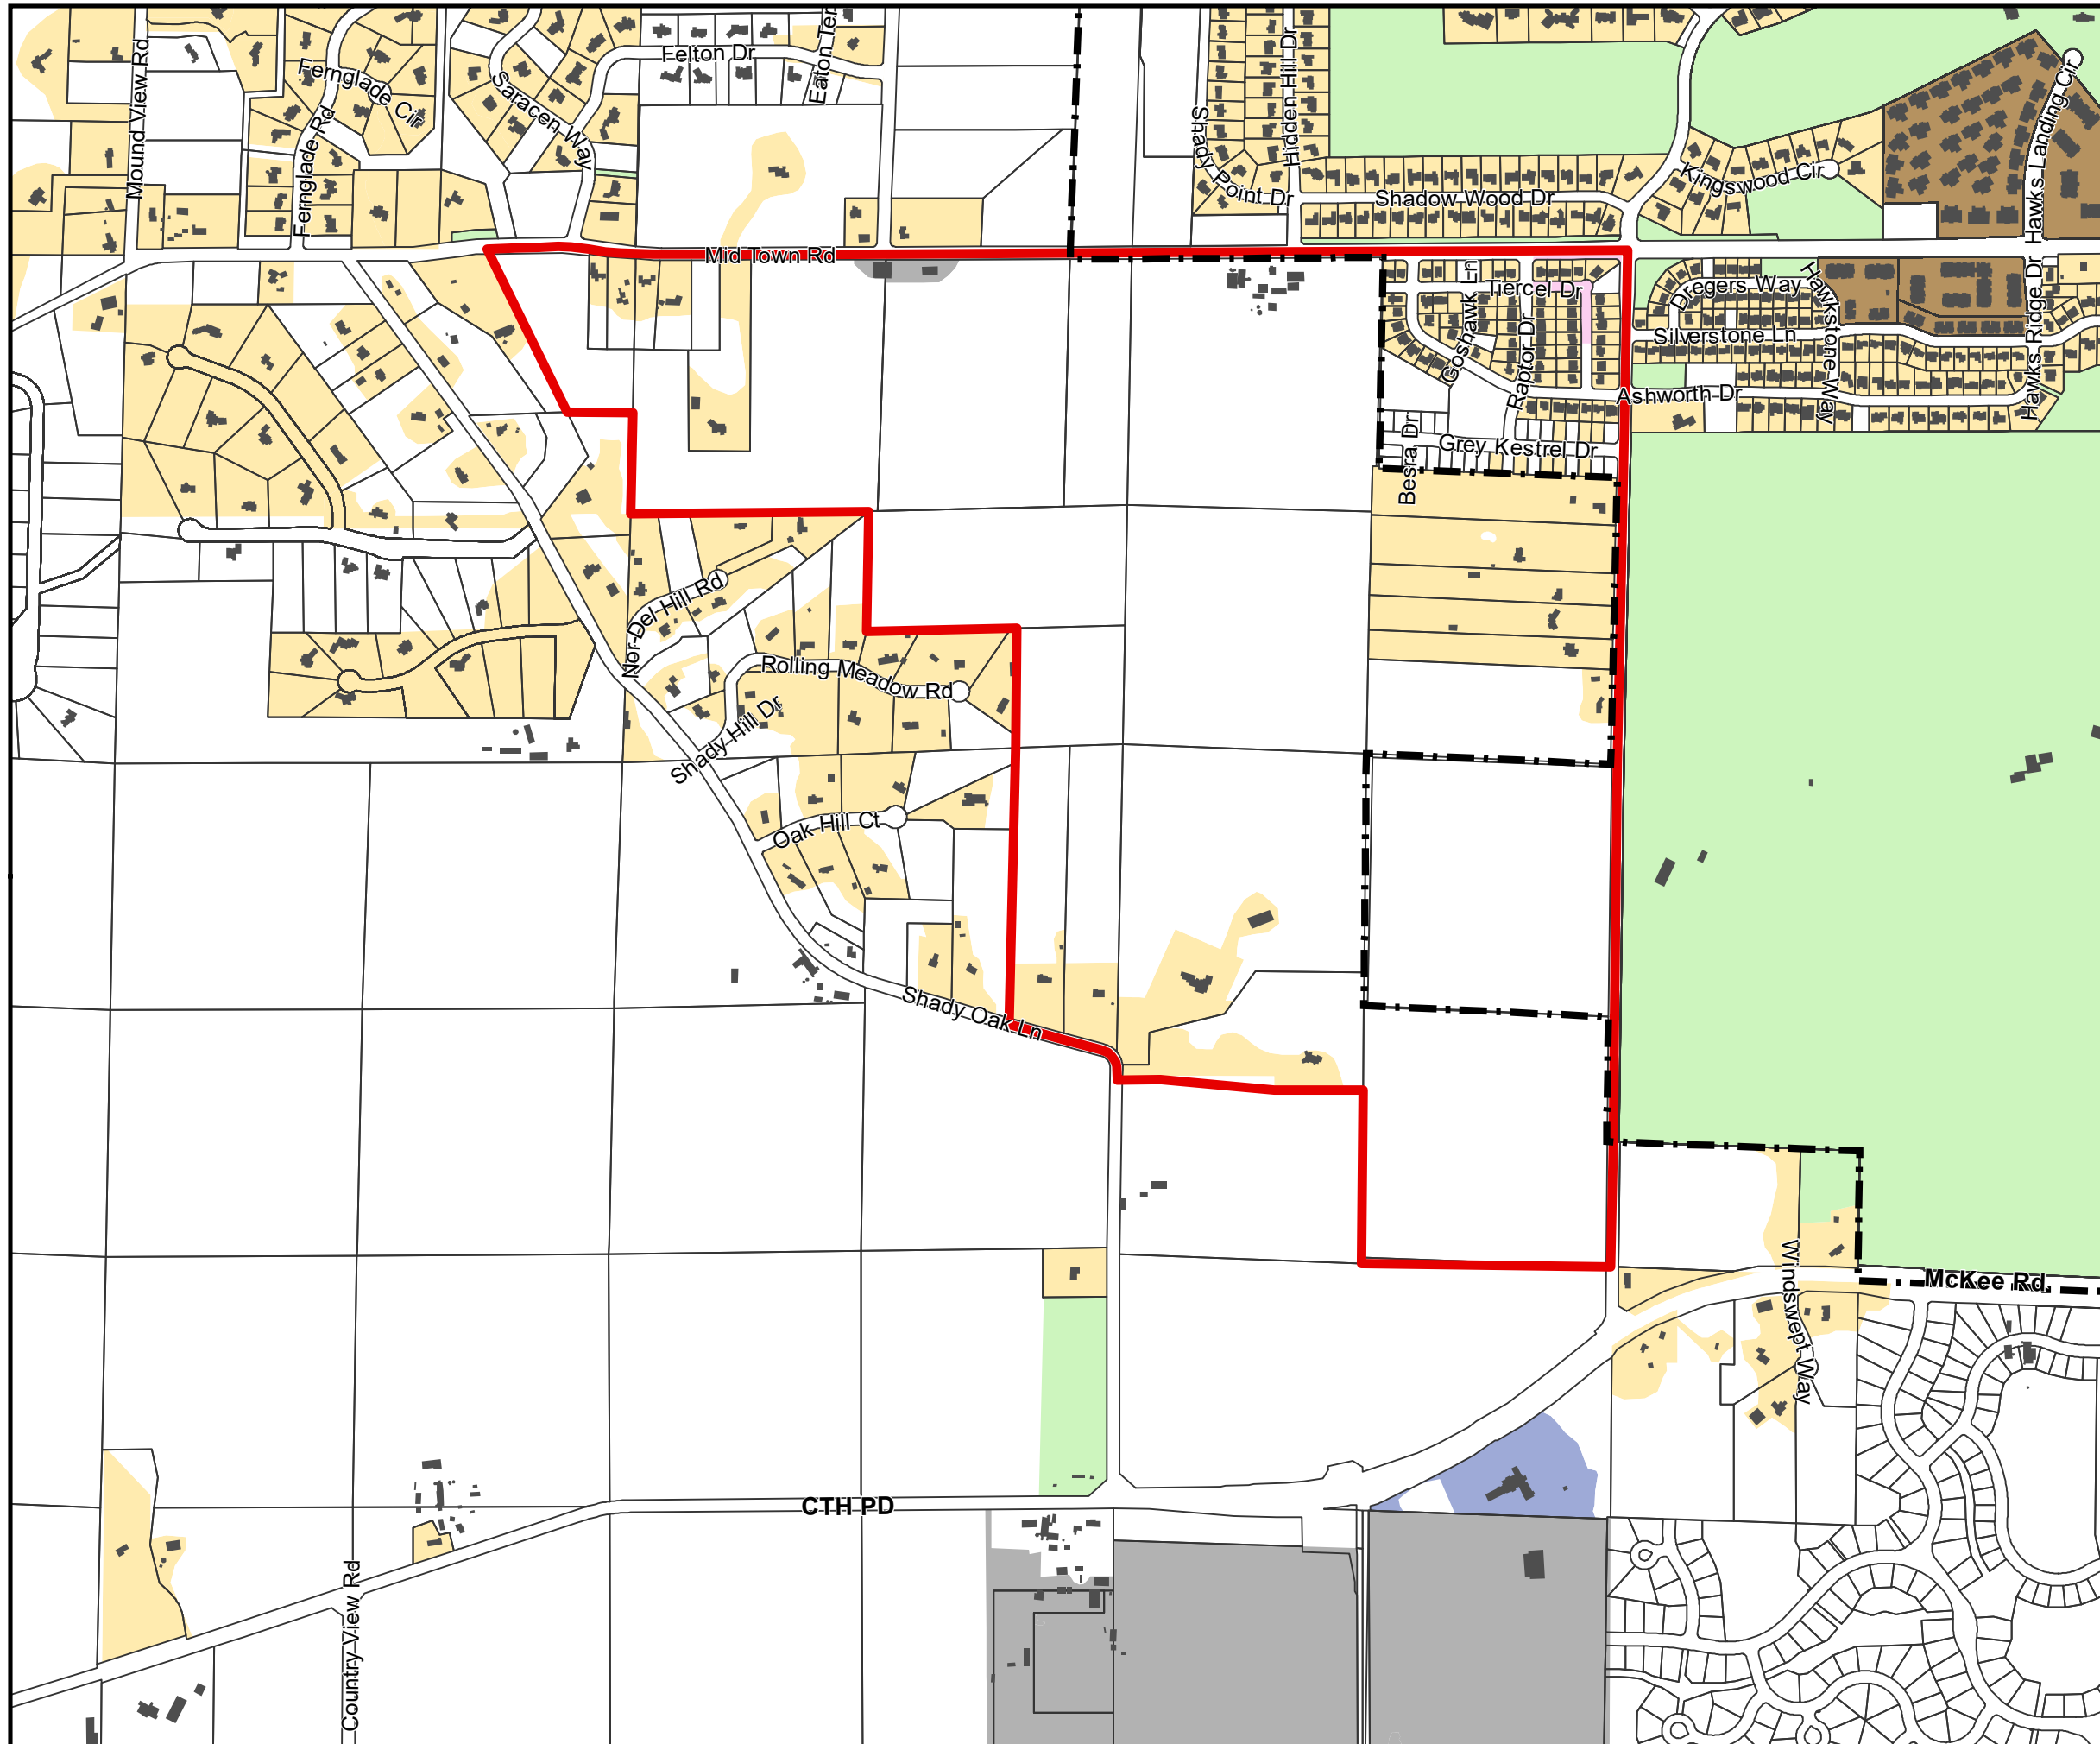 Mound View Rd
Fernglade Cir
Fernglade Rd
Saracen Way
Felton Dr
Eaton Ter
Shady Point Dr
Hidden Hill Dr
Shadow Wood Dr
Kingswood Cir
Hawks Landing Cir
Mid Town Rd
Tiercel Dr
Goshawk Ln
Raptor Dr
Dregers Way
Hawkstone Way
Silverstone Ln
Hawks Ridge Dr
Ashworth Dr
Besra Dr
Grey Kestrel Dr
Nor-Del Hill Rd
Rolling Meadow Rd
Shady Hill Dr
Oak Hill Ct
Shady Oak Ln
McKee Rd
Windswept Way
CTH PD
Country View Rd